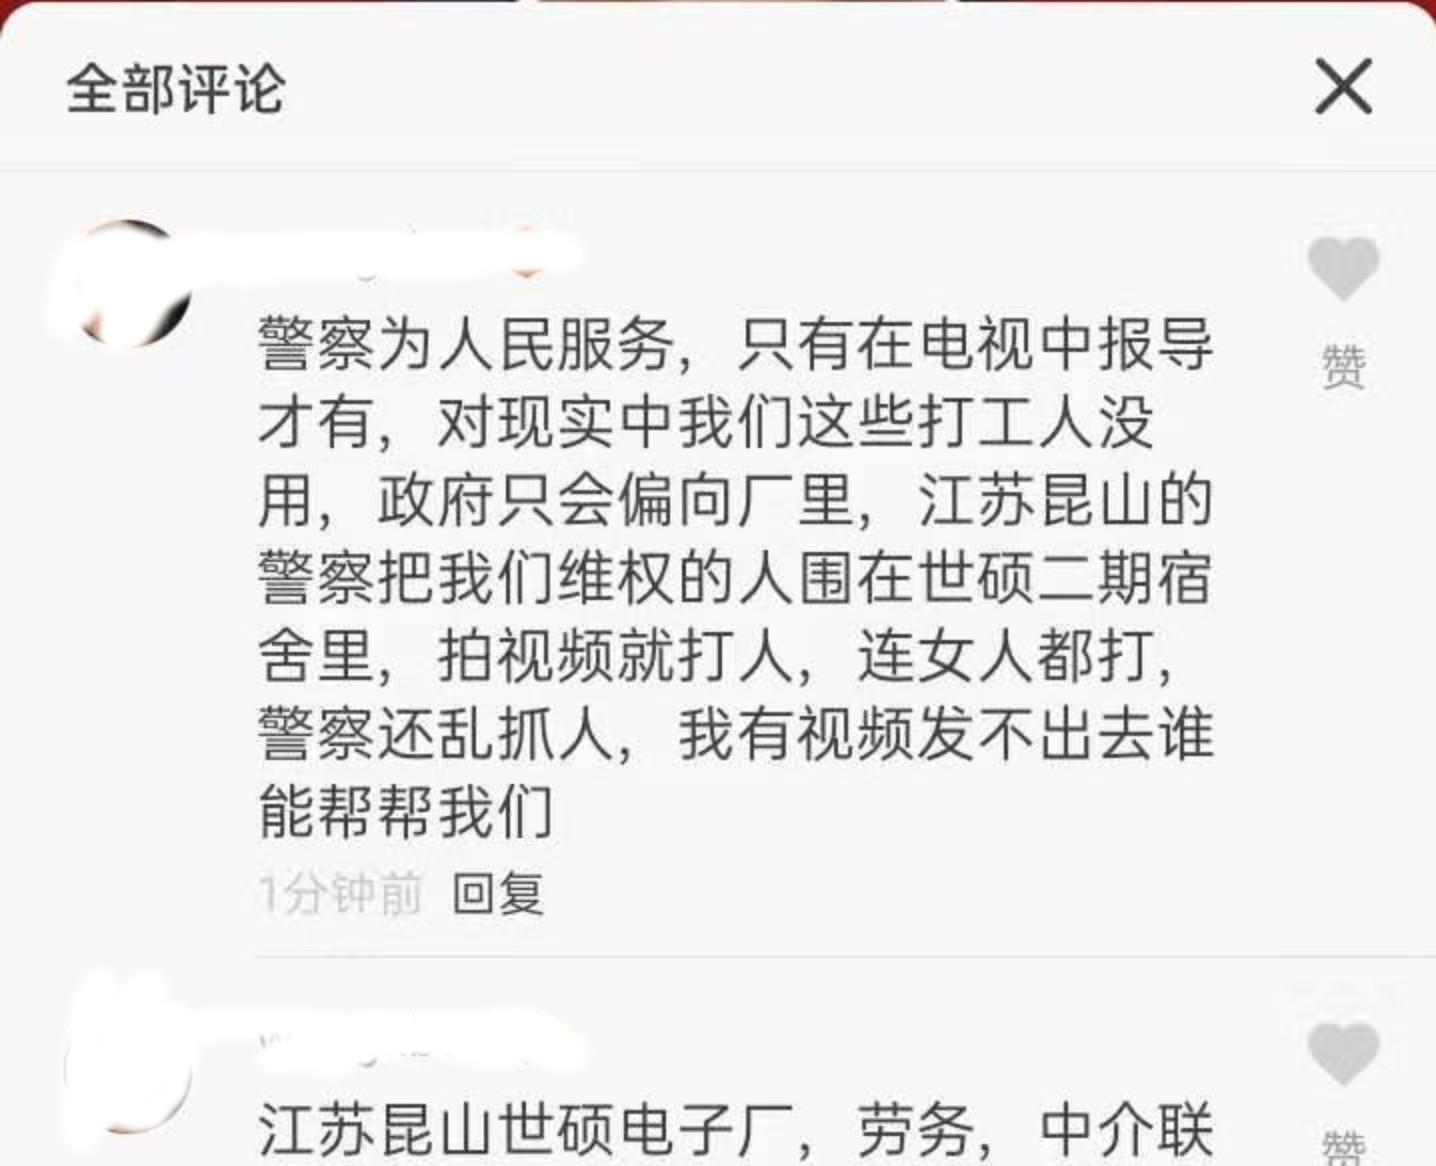 全部评论
警察为人民服务，只有在电视中报导
才有，对现实中我们这些打工人没
用，政府只会偏向厂里，江苏昆山的
警察把我们维权的人围在世硕二期宿
舍里，拍视频就打人，连女人都打，
警察还乱抓人，我有视频发不出去谁
能帮帮我们
赞
1分钟前 回复
江苏昆山世硕电子厂，劳务，中介联
赞